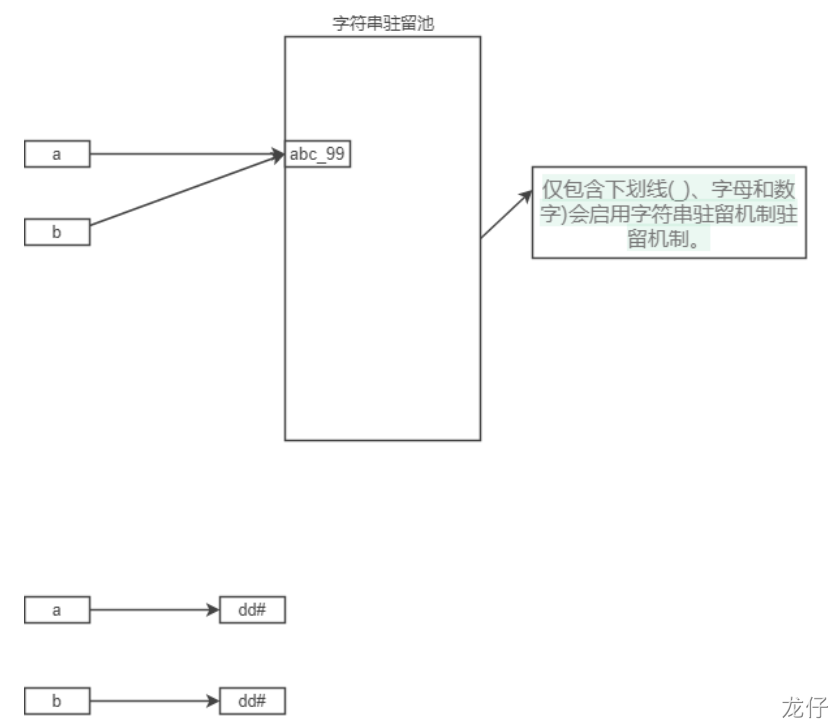 字符串驻留池
a
abc_99
b
仅包含下划线(_)、字母和数
字)会启用字符串驻留机制驻
留机制。
a
dd#
b
dd#
龙仔